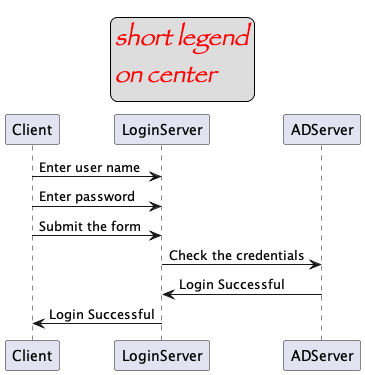 short legend
on center
Client LoginServer ADServer
Enter user name
Enter password
Submit the form
Check the credentials
Login Successful
Login Successful
Client LoginServer ADServer